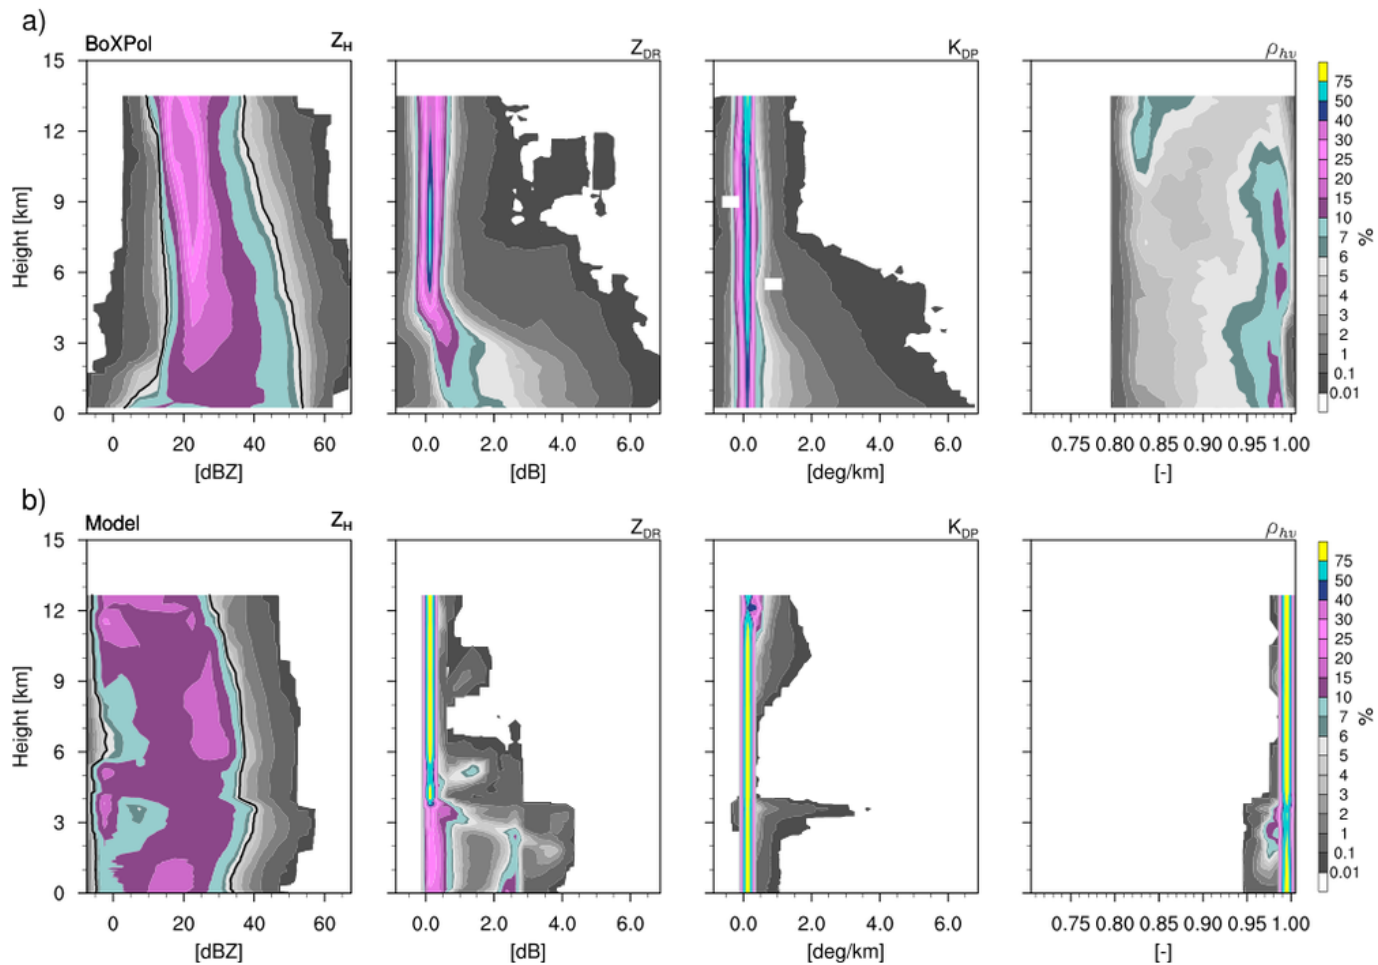 a)
BoXPol Z_H Z_DR K_DP ρ_hv
15 12 9 6 3 0
Height [km]
75 50 40 30 25 20 15 10 7 6 5 4 3 2 1 0.1 0.01
%
0 20 40 60 0.0 2.0 4.0 6.0 0.0 2.0 4.0 6.0 0.75 0.80 0.85 0.90 0.95 1.00
[dBZ] [dB] [deg/km] [-]
b)
Model Z_H Z_DR K_DP ρ_hv
15 12 9 6 3 0
Height [km]
75 50 40 30 25 20 15 10 7 6 5 4 3 2 1 0.1 0.01
%
0 20 40 60 0.0 2.0 4.0 6.0 0.0 2.0 4.0 6.0 0.75 0.80 0.85 0.90 0.95 1.00
[dBZ] [dB] [deg/km] [-]